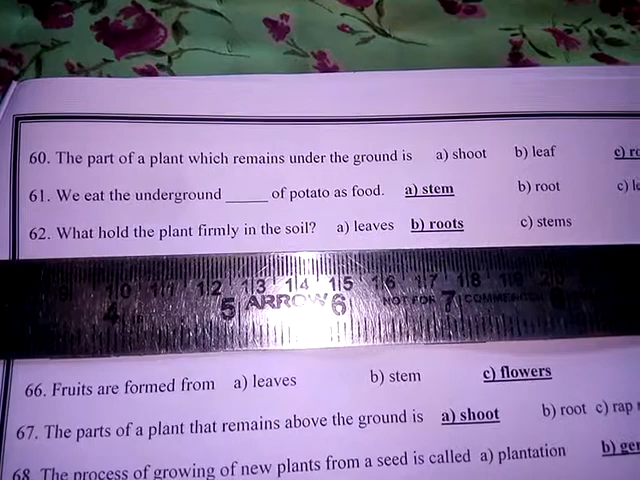 60. The part of a plant which remains under the ground is a) shoot b) leaf c)
61. We eat the underground _____ of potato as food. a) stem b) root c)
62. What hold the plant firmly in the soil? a) leaves b) roots c) stems
10 11 12 13 14 15 16 17 18 19 20
4 5 ARROW 6 NOT FOR 7 COMMERCIAL
66. Fruits are formed from a) leaves b) stem c) flowers
67. The parts of a plant that remains above the ground is a) shoot b) root c) rap
68. The process of growing of new plants from a seed is called a) plantation b) ger